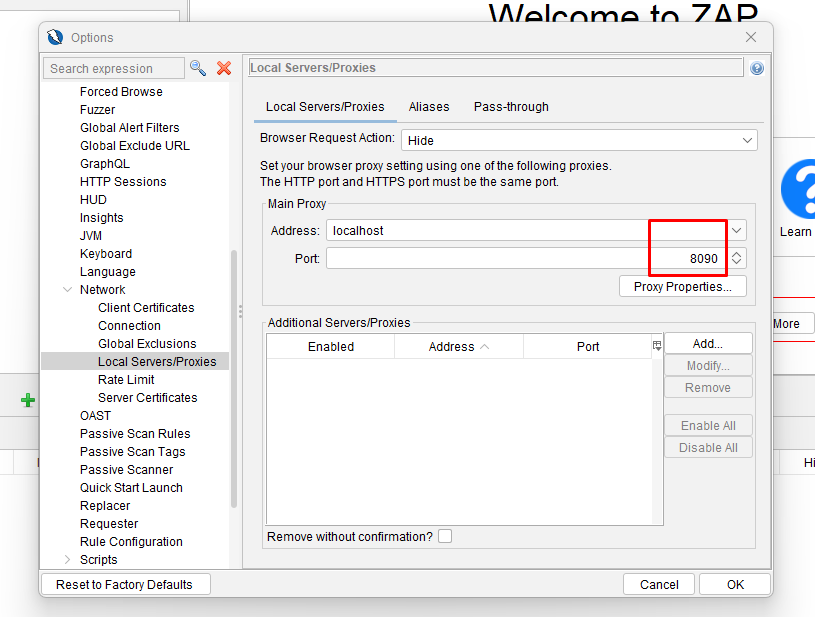 Welcome to ZAP
Options
Search expression
Local Servers/Proxies
Forced Browse
Fuzzer
Global Alert Filters
Global Exclude URL
GraphQL
HTTP Sessions
HUD
Insights
JVM
Keyboard
Language
Network
Client Certificates
Connection
Global Exclusions
Local Servers/Proxies
Rate Limit
Server Certificates
OAST
Passive Scan Rules
Passive Scan Tags
Passive Scanner
Quick Start Launch
Replacer
Requester
Rule Configuration
Scripts
Local Servers/Proxies Aliases Pass-through
Browser Request Action: Hide
Set your browser proxy setting using one of the following proxies.
The HTTP port and HTTPS port must be the same port.
Main Proxy
Address: localhost
Port: 8090
Proxy Properties...
Additional Servers/Proxies
Enabled Address Port
Add...
Modify...
Remove
Enable All
Disable All
Remove without confirmation?
Reset to Factory Defaults Cancel OK
?
Learn
More
Hi